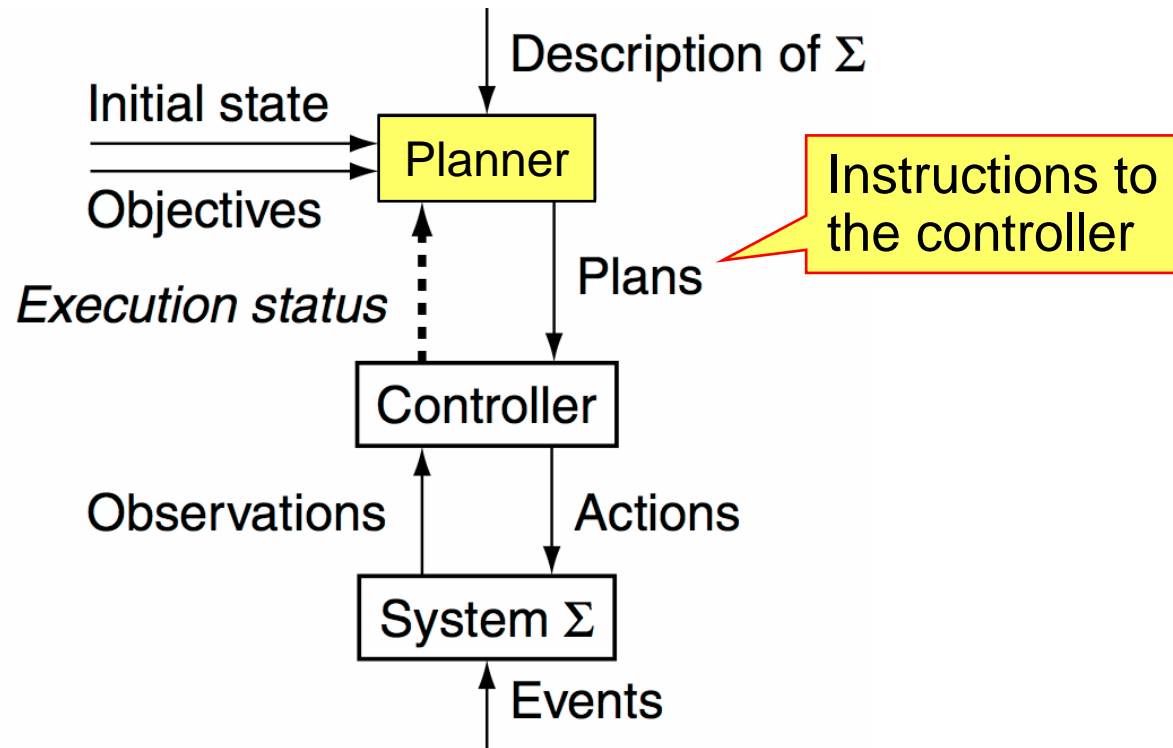 Description of Σ
Initial state
Planner
Objectives
Instructions to
the controller
Plans
Execution status
Controller
Observations
Actions
System Σ
Events